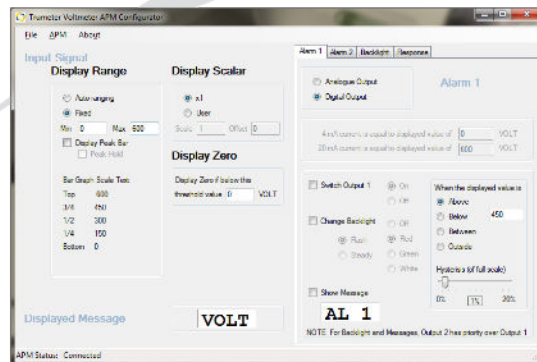 Trumeter Voltmeter APM Configurator
File APM About
Input Signal
Display Range
Auto-ranging
Fixed
Min 0 Max 600
Display Peak Bar
Peak Hold
Bar Graph Scale Text
Top 600
3/4 450
1/2 300
1/4 150
Bottom 0
Display Scalar
x1
User
Scale 1 Offset 0
Display Zero
Display Zero if below this
threshold value 0 VOLT
Displayed Message
VOLT
Alarm 1 Alarm 2 Backlight Response
Analogue Output
Digital Output
Alarm 1
4mA current is equal to displayed value of 0 VOLT
20mA current is equal to displayed value of 600 VOLT
Switch Output 1
On
Off
Change Backlight
Off
Flash Red
Steady Green
White
Show Message
AL 1
When the displayed value is
Above
Below 450
Between
Outside
Hysterisis (of full scale)
0% 1% 20%
NOTE: For Backlight and Messages, Output 2 has priority over Output 1
APM Status: Connected